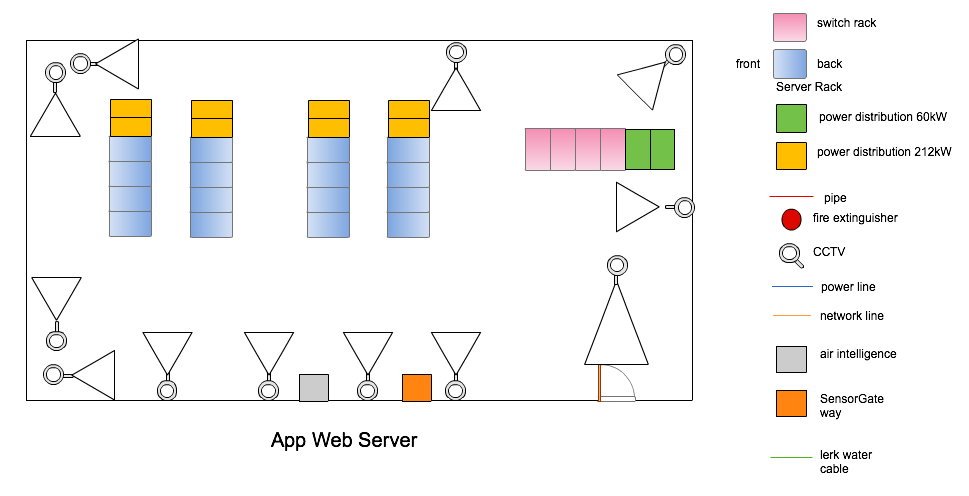 switch rack
front
back
Server Rack
power distribution 60kW
power distribution 212kW
pipe
fire extinguisher
CCTV
power line
network line
air intelligence
SensorGate
way
App Web Server
lerk water
cable